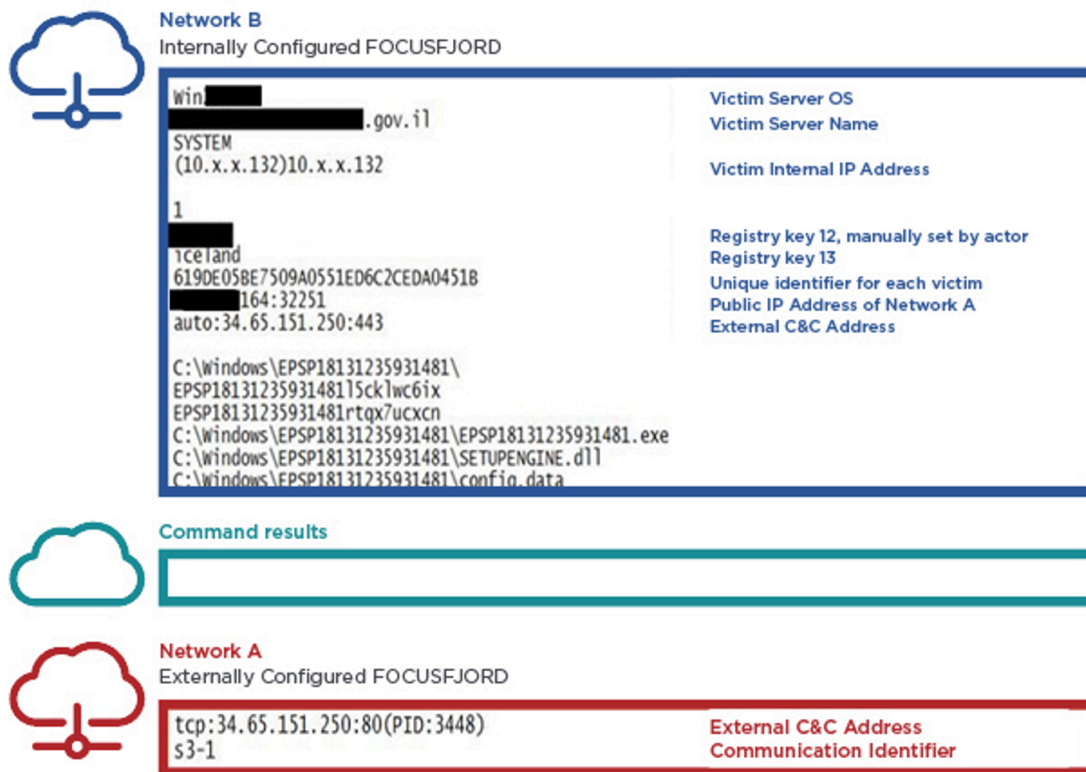 Network B
Internally Configured FOCUSFJORD
Win Victim Server OS
.gov.il Victim Server Name
SYSTEM
(10.x.x.132)10.x.x.132 Victim Internal IP Address
1
Registry key 12, manually set by actor
iceland Registry key 13
619DE05BE7509A0551ED6C2CEDA0451B Unique identifier for each victim
164:32251 Public IP Address of Network A
auto:34.65.151.250:443 External C&C Address
C:\Windows\EPSP18131235931481\
EPSP18131235931481l5cklwc6ix
EPSP18131235931481rtqx7ucxcn
C:\Windows\EPSP18131235931481\EPSP18131235931481.exe
C:\Windows\EPSP18131235931481\SETUPENGINE.dll
C:\Windows\EPSP18131235931481\config.data
Command results
Network A
Externally Configured FOCUSFJORD
tcp:34.65.151.250:80(PID:3448) External C&C Address
s3-1 Communication Identifier